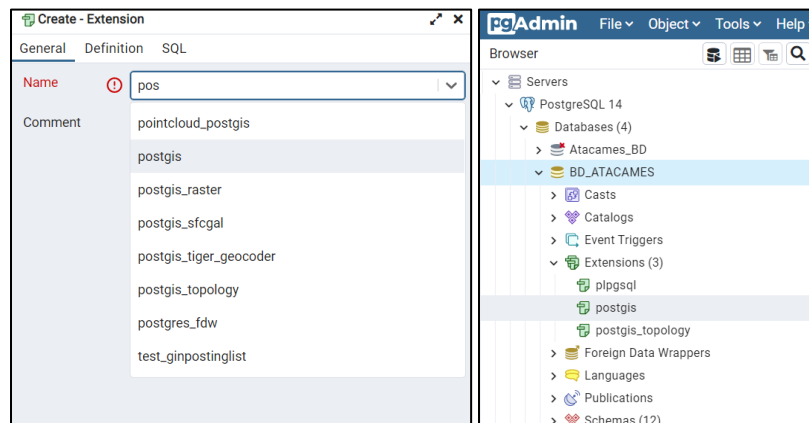 Create - Extension
General Definition SQL
Name pos
Comment
pointcloud_postgis
postgis
postgis_raster
postgis_sfcgal
postgis_tiger_geocoder
postgis_topology
postgres_fdw
test_ginpostinglist
pgAdmin File Object Tools Help
Browser
Servers
PostgreSQL 14
Databases (4)
Atacames_BD
BD_ATACAMES
Casts
Catalogs
Event Triggers
Extensions (3)
plpgsql
postgis
postgis_topology
Foreign Data Wrappers
Languages
Publications
Schemas (12)